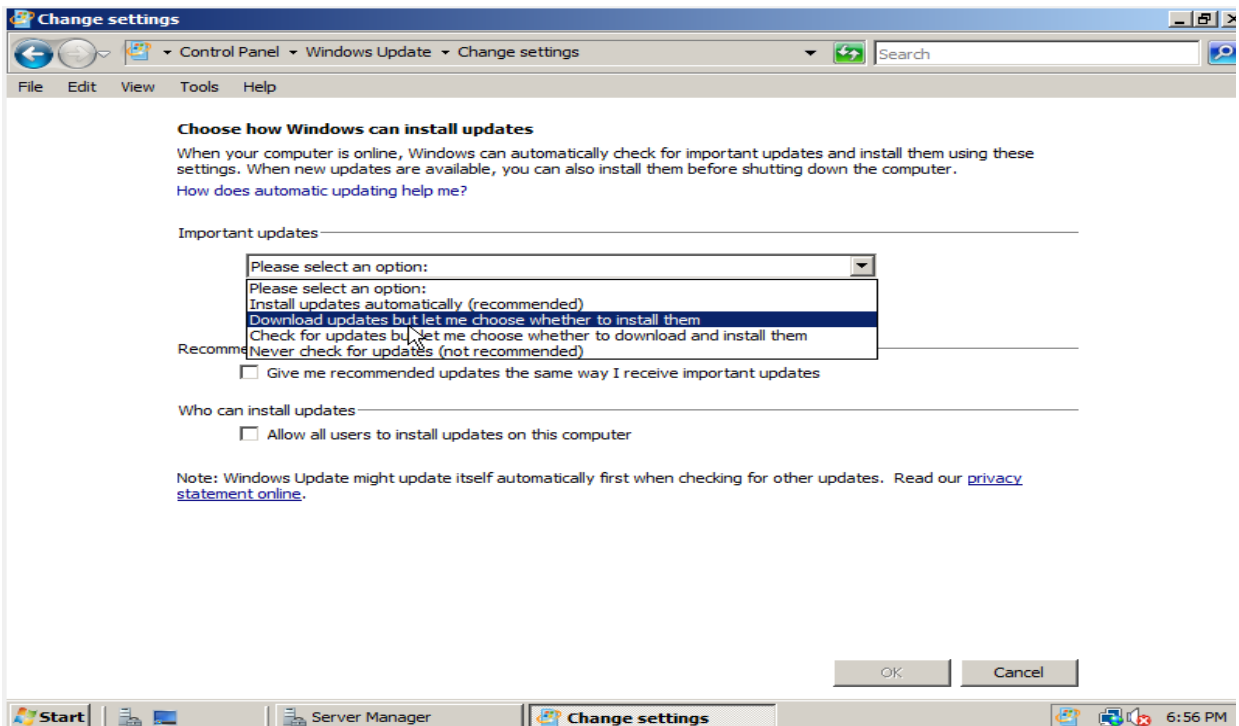 Change settings
Control Panel Windows Update Change settings Search
File Edit View Tools Help
Choose how Windows can install updates
When your computer is online, Windows can automatically check for important updates and install them using these
settings. When new updates are available, you can also install them before shutting down the computer.
How does automatic updating help me?
Important updates
Please select an option:
Please select an option:
Install updates automatically (recommended)
Download updates but let me choose whether to install them
Check for updates but let me choose whether to download and install them
Never check for updates (not recommended)
Give me recommended updates the same way I receive important updates
Who can install updates
Allow all users to install updates on this computer
Note: Windows Update might update itself automatically first when checking for other updates. Read our privacy
statement online.
OK Cancel
Start Server Manager Change settings 6:56 PM